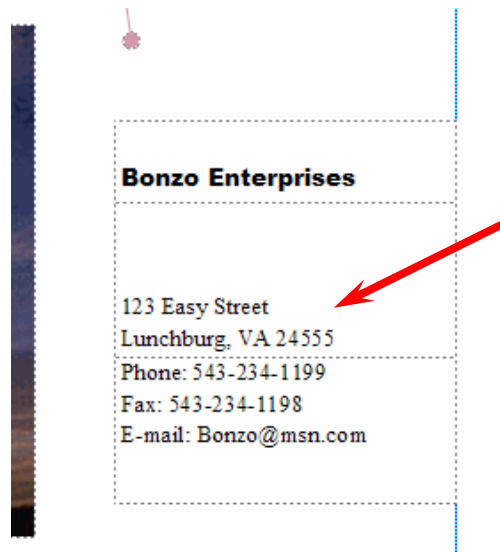 Bonzo Enterprises
123 Easy Street
Lunchburg, VA 24555
Phone: 543-234-1199
Fax: 543-234-1198
E-mail: Bonzo@msn.com